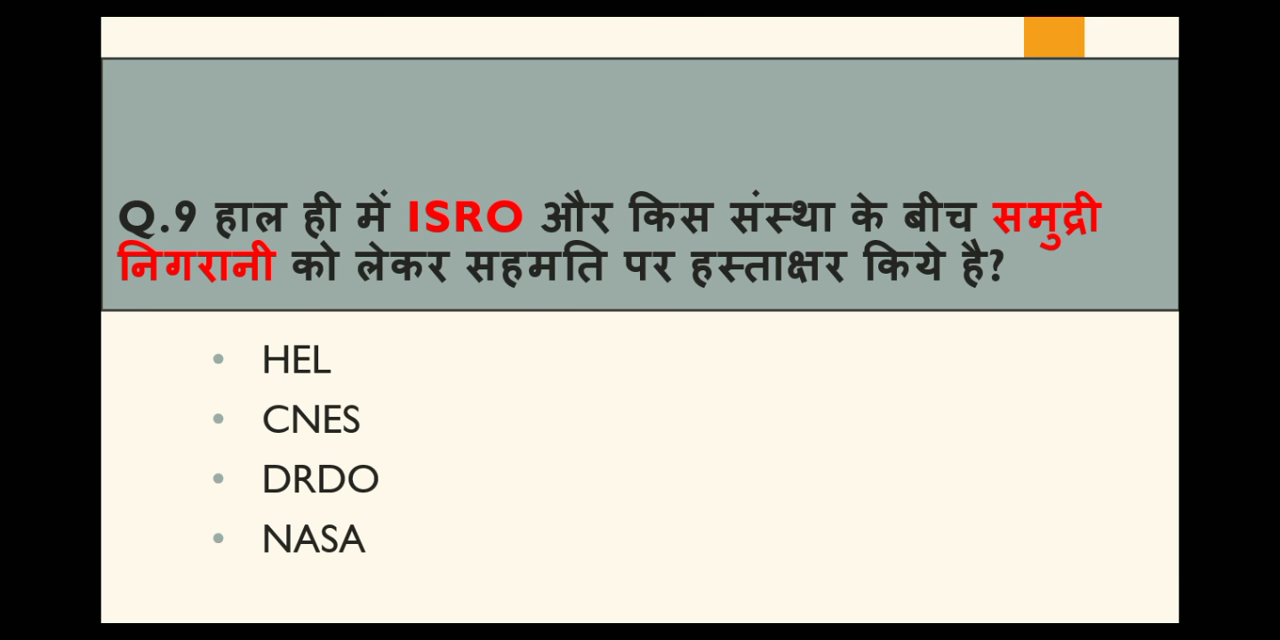 Q.9 हाल ही में ISRO और किस संस्था के बीच समुद्री
निगरानी को लेकर सहमति पर हस्ताक्षर किये है?
• HEL
• CNES
• DRDO
• NASA